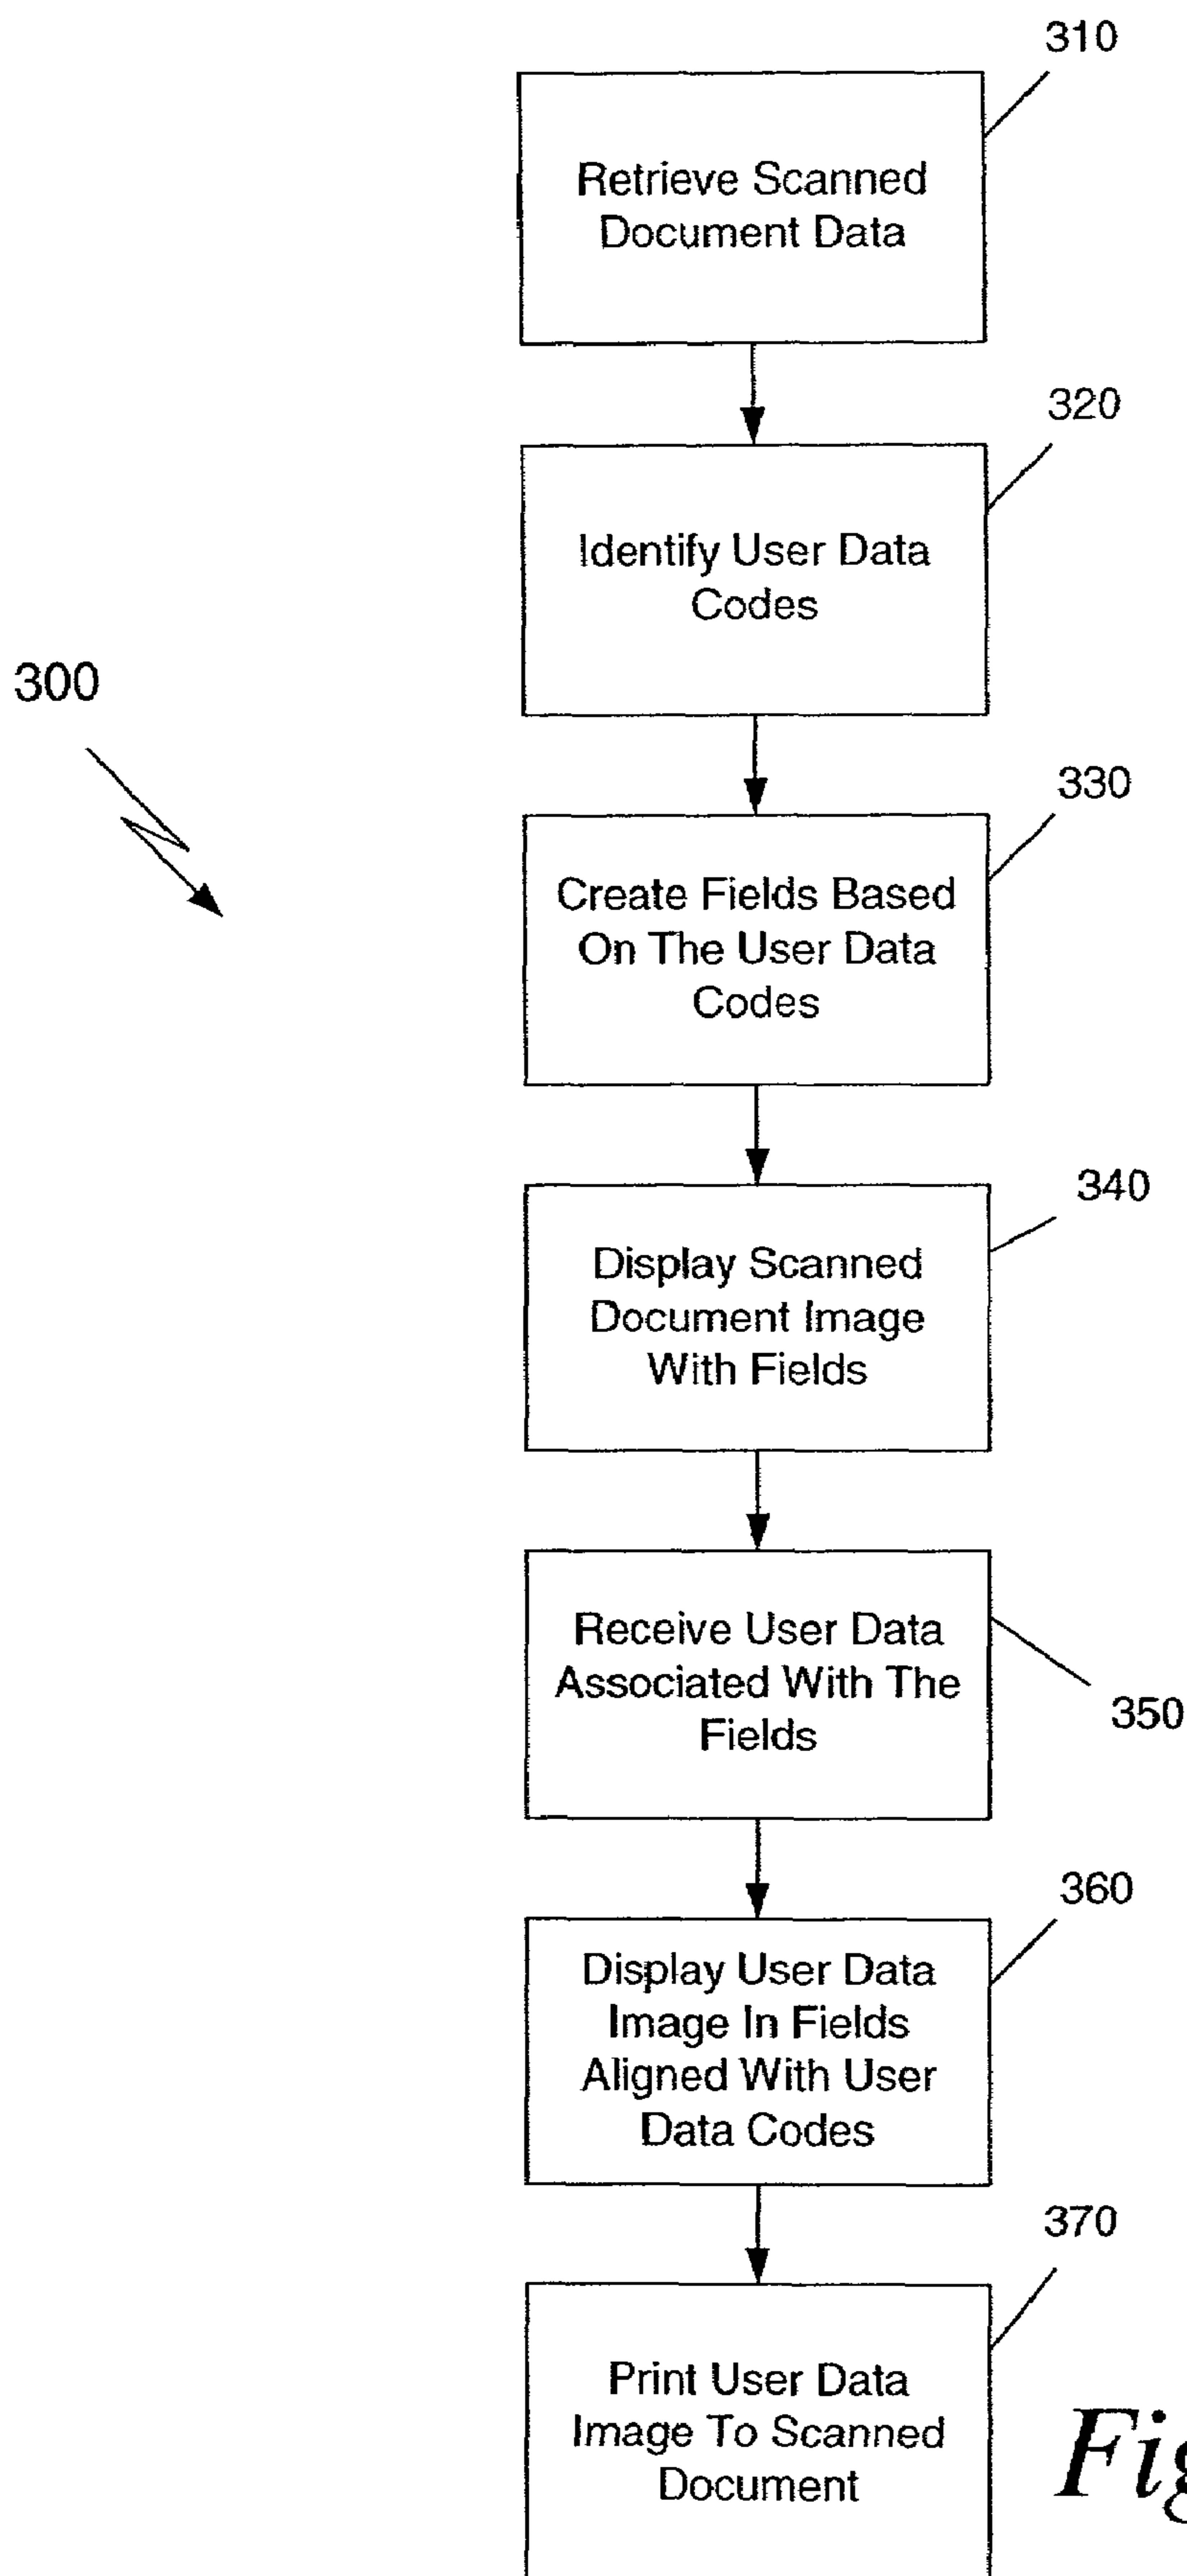 310
Retrieve Scanned
Document Data
320
Identify User Data
Codes
300
330
Create Fields Based
On The User Data
Codes
340
Display Scanned
Document Image
With Fields
Receive User Data
Associated With The
Fields
350
360
Display User Data
Image In Fields
Aligned With User
Data Codes
370
Print User Data
Image To Scanned
Document